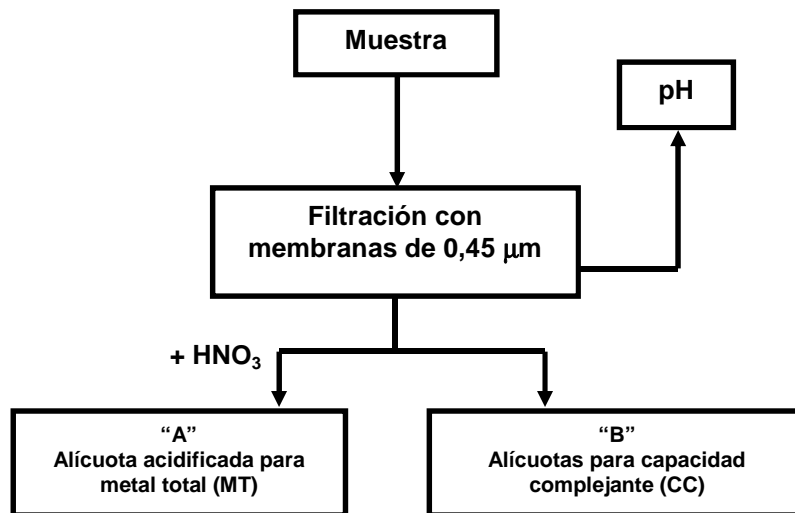 Muestra
pH
Filtración con
membranas de 0,45 μm
+ HNO₃
“A”
Alícuota acidificada para
metal total (MT)
“B”
Alícuotas para capacidad
complejante (CC)